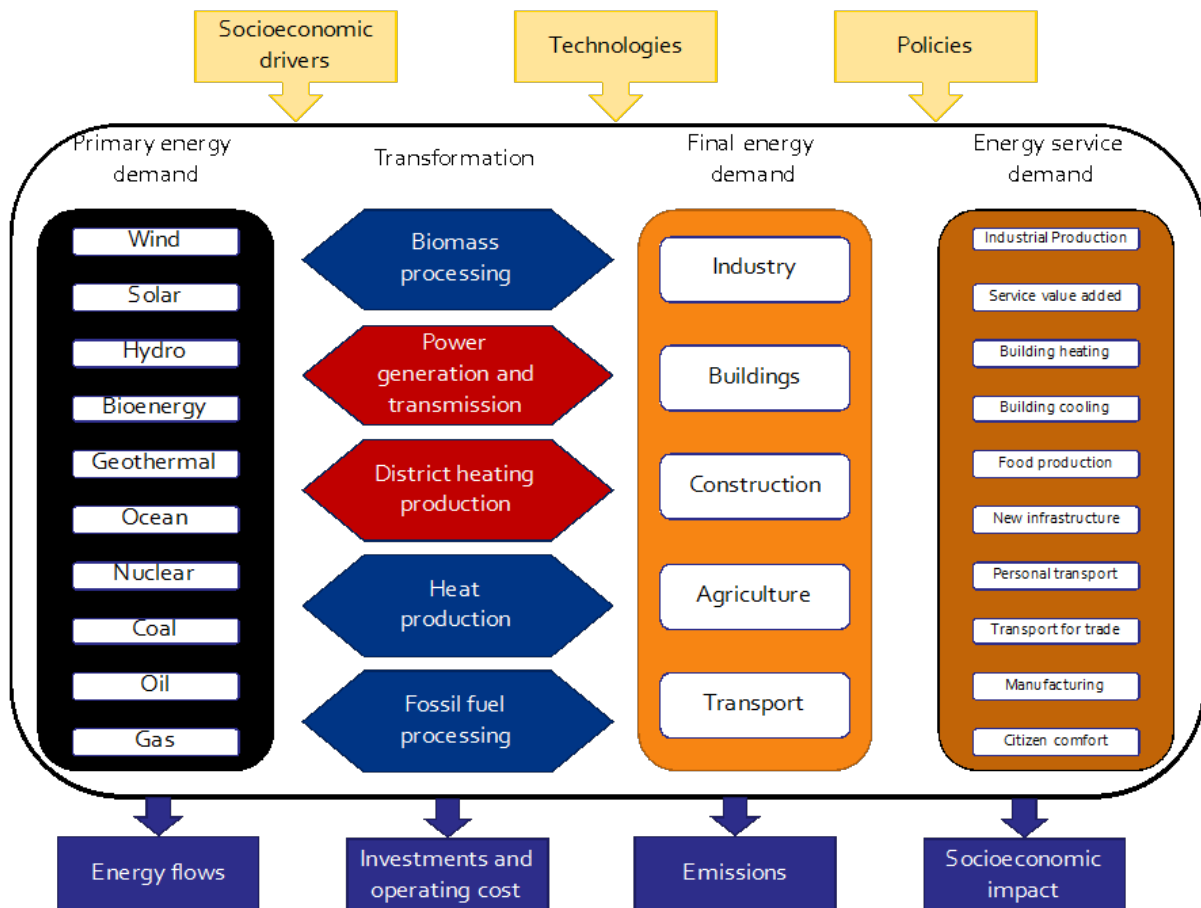 Socioeconomic
drivers
Technologies
Policies
Primary energy
demand
Transformation
Final energy
demand
Energy service
demand
Wind
Solar
Hydro
Bioenergy
Geothermal
Ocean
Nuclear
Coal
Oil
Gas
Biomass
processing
Power
generation and
transmission
District heating
production
Heat
production
Fossil fuel
processing
Industry
Buildings
Construction
Agriculture
Transport
Industrial Production
Service value added
Building heating
Building cooling
Food production
New infrastructure
Personal transport
Transport for trade
Manufacturing
Citizen comfort
Energy flows
Investments and
operating cost
Emissions
Socioeconomic
impact